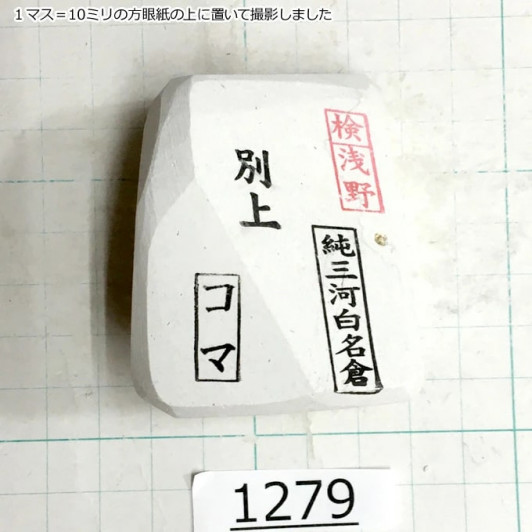 １マス＝10ミリの方眼紙の上に置いて撮影しました
検浅野
純三河白名倉
別上
コマ
1279